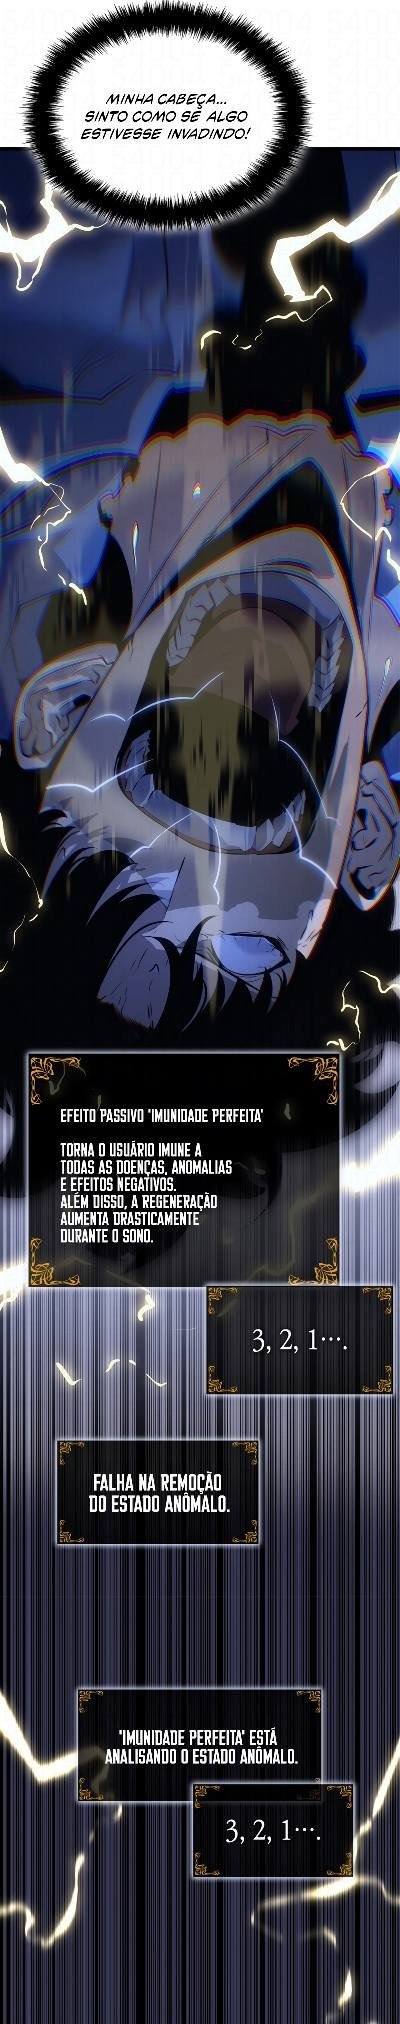 MINHA CABEÇA...
SINTO COMO SE ALGO
ESTIVESSE INVADINDO!
EFEITO PASSIVO "IMUNIDADE PERFEITA"
TORNA O USUÁRIO IMUNE A
TODAS AS DOENÇAS, ANOMALIAS
E EFEITOS NEGATIVOS.
ALÉM DISSO, A REGENERAÇÃO
AUMENTA DRASTICAMENTE
DURANTE O SONO.
3, 2, 1···.
FALHA NA REMOÇÃO
DO ESTADO ANÔMALO.
"IMUNIDADE PERFEITA" ESTÁ
ANALISANDO O ESTADO ANÔMALO.
3, 2, 1···.